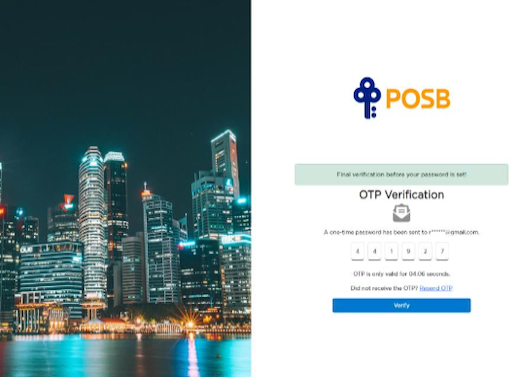 POSB
Final verification before your password is set!
OTP Verification
A one-time password has been sent to r******@gmail.com.
4 4 1 9 2 7
OTP is only valid for 04:06 seconds.
Did not receive the OTP? Resend OTP
Verify